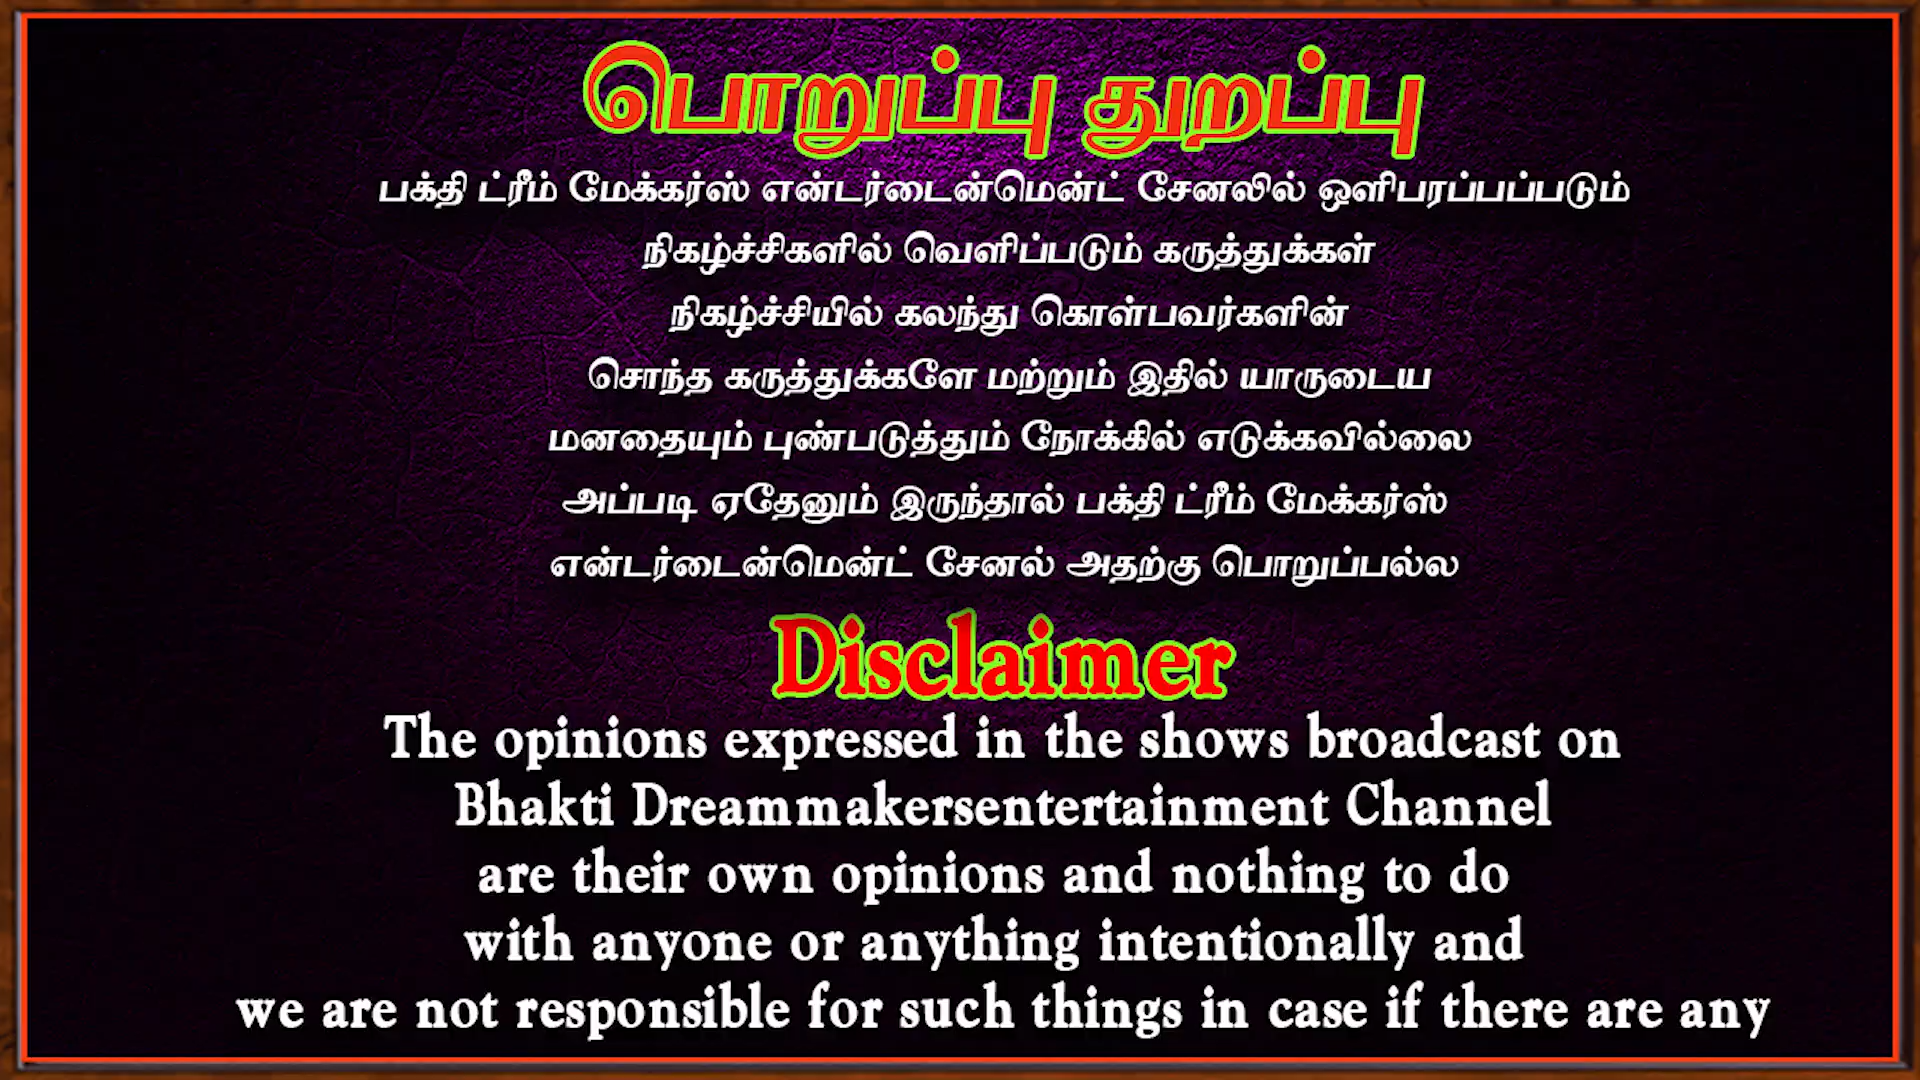 பொறுப்பு துறப்பு
பக்தி ட்ரீம் மேக்கர்ஸ் என்டர்டைன்மென்ட் சேனலில் ஒளிபரப்பப்படும்
நிகழ்ச்சிகளில் வெளிப்படும் கருத்துக்கள்
நிகழ்ச்சியில் கலந்து கொள்பவர்களின்
சொந்த கருத்துக்களே மற்றும் இதில் யாருடைய
மனதையும் புண்படுத்தும் நோக்கில் எடுக்கவில்லை
அப்படி ஏதேனும் இருந்தால் பக்தி ட்ரீம் மேக்கர்ஸ்
என்டர்டைன்மென்ட் சேனல் அதற்கு பொறுப்பல்ல
Disclaimer
The opinions expressed in the shows broadcast on
Bhakti Dreammakersentertainment Channel
are their own opinions and nothing to do
with anyone or anything intentionally and
we are not responsible for such things in case if there are any